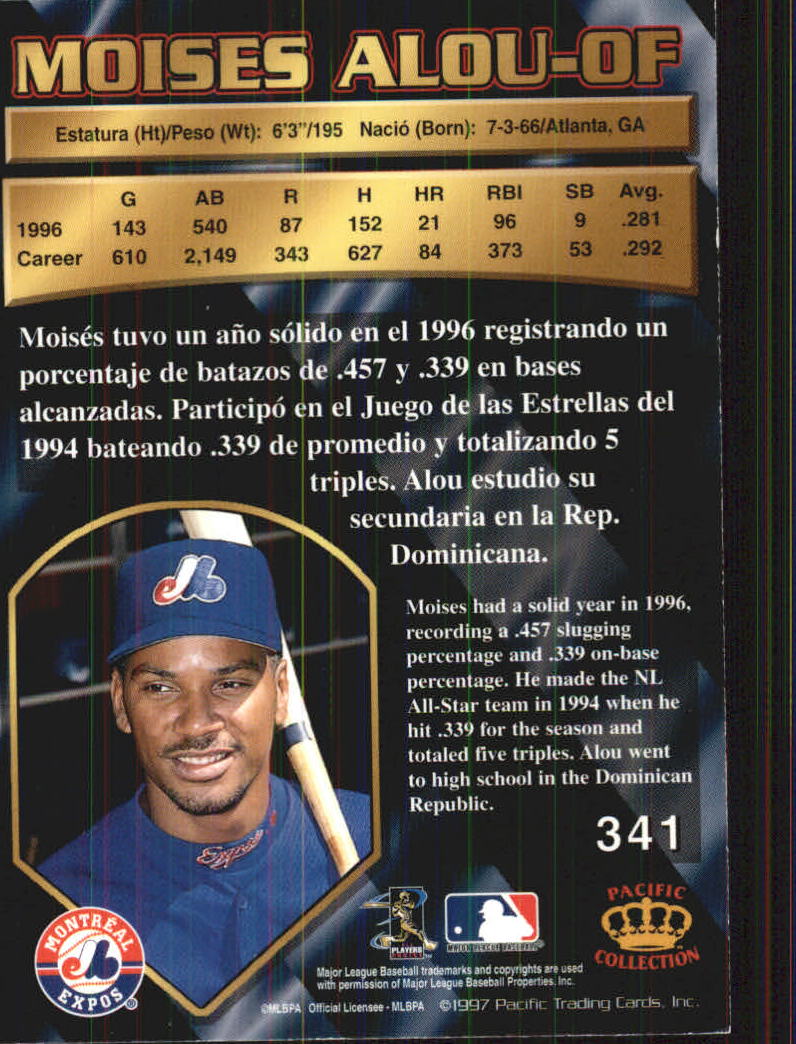 MOISES ALOU-OF
Estatura (Ht)/Peso (Wt): 6'3"/195 Nació (Born): 7-3-66/Atlanta, GA
G AB R H HR RBI SB Avg.
1996 143 540 87 152 21 96 9 .281
Career 610 2,149 343 627 84 373 53 .292
Moisés tuvo un año sólido en el 1996 registrando un
porcentaje de batazos de .457 y .339 en bases
alcanzadas. Participó en el Juego de las Estrellas del
1994 bateando .339 de promedio y totalizando 5
triples. Alou estudio su
secundaria en la Rep.
Dominicana.
Moises had a solid year in 1996,
recording a .457 slugging
percentage and .339 on-base
percentage. He made the NL
All-Star team in 1994 when he
hit .339 for the season and
totaled five triples. Alou went
to high school in the Dominican
Republic.
341
Expos
MONTRÉAL
EXPOS®
PLAYERS
CHOICE™
MAJOR LEAGUE BASEBALL®
PACIFIC
COLLECTION™
Major League Baseball trademarks and copyrights are used
with permission of Major League Baseball Properties, Inc.
©MLBPA Official Licensee - MLBPA ©1997 Pacific Trading Cards, Inc.